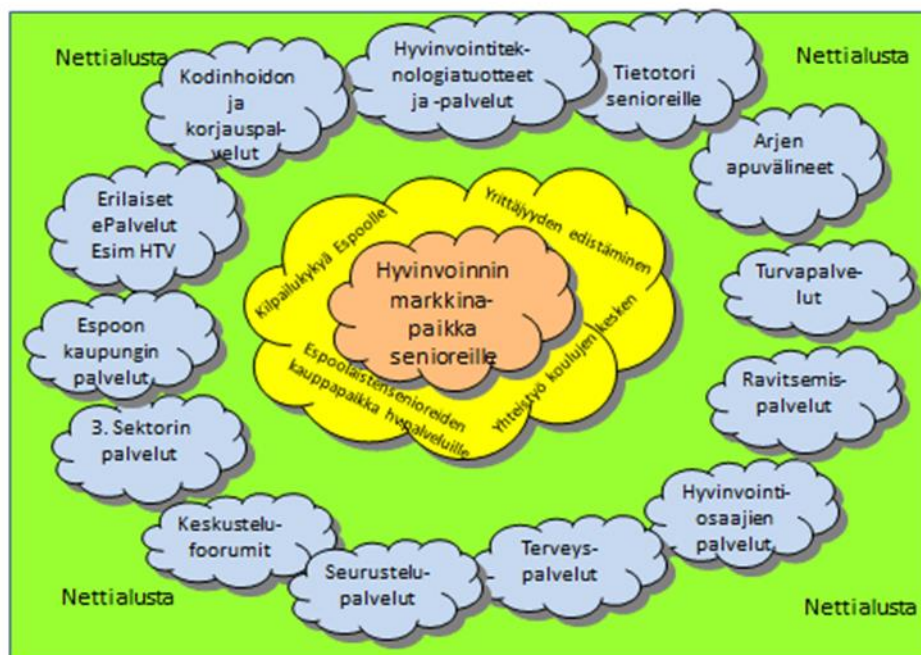 Nettialusta
Kodinhoidon
ja
korjauspal-
velut
Hyvinvointitek-
nologiatuotteet
ja -palvelut
Tietotori
senioreille
Nettialusta
Arjen
apuvälineet
Turvapalve-
lut
Ravitsemis-
palvelut
Hyvinvointi-
osaajien
palvelut
Terveys-
palvelut
Seurustelu-
palvelut
Keskustelu-
foorumit
3. Sektorin
palvelut
Espoon
kaupungin
palvelut
Erilaiset
ePalvelut
Esim HTV
Kilpailukykyä Espoolle
Yrittäjyyden edistäminen
Yhteistyö koulujen kesken
Espoolaistensenioreiden
kauppapaikka hvpalveluille
Hyvinvoinnin
markkina-
paikka
senioreille
Nettialusta
Nettialusta